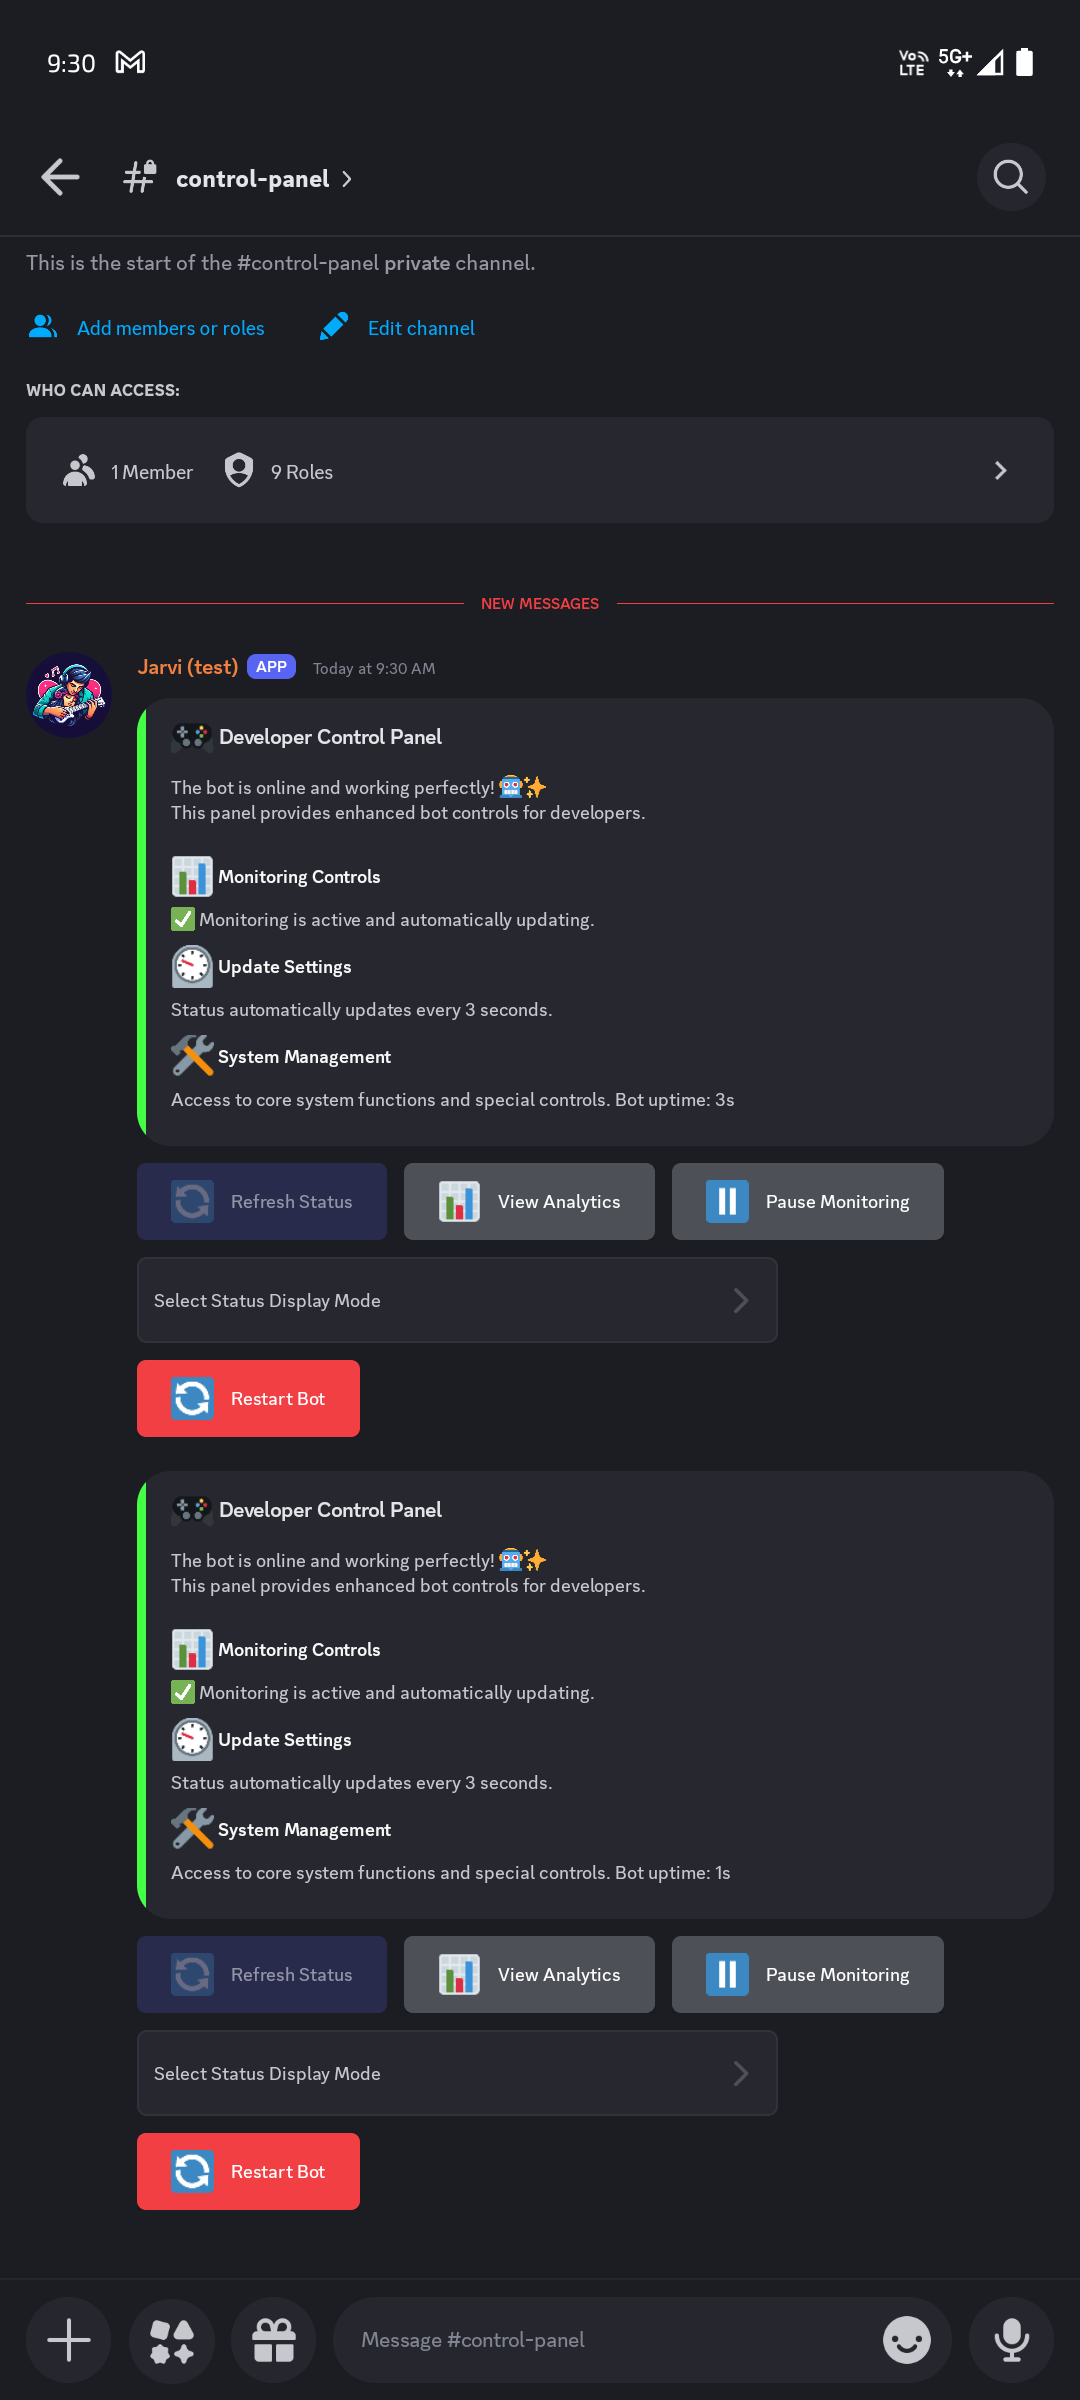 9:30
Vo LTE 5G+
control-panel
This is the start of the #control-panel private channel.
Add members or roles
Edit channel
WHO CAN ACCESS:
1 Member
9 Roles
NEW MESSAGES
Jarvi (test) APP Today at 9:30 AM
Developer Control Panel
The bot is online and working perfectly!
This panel provides enhanced bot controls for developers.
Monitoring Controls
Monitoring is active and automatically updating.
Update Settings
Status automatically updates every 3 seconds.
System Management
Access to core system functions and special controls. Bot uptime: 3s
Refresh Status
View Analytics
Pause Monitoring
Select Status Display Mode
Restart Bot
Developer Control Panel
The bot is online and working perfectly!
This panel provides enhanced bot controls for developers.
Monitoring Controls
Monitoring is active and automatically updating.
Update Settings
Status automatically updates every 3 seconds.
System Management
Access to core system functions and special controls. Bot uptime: 1s
Refresh Status
View Analytics
Pause Monitoring
Select Status Display Mode
Restart Bot
Message #control-panel